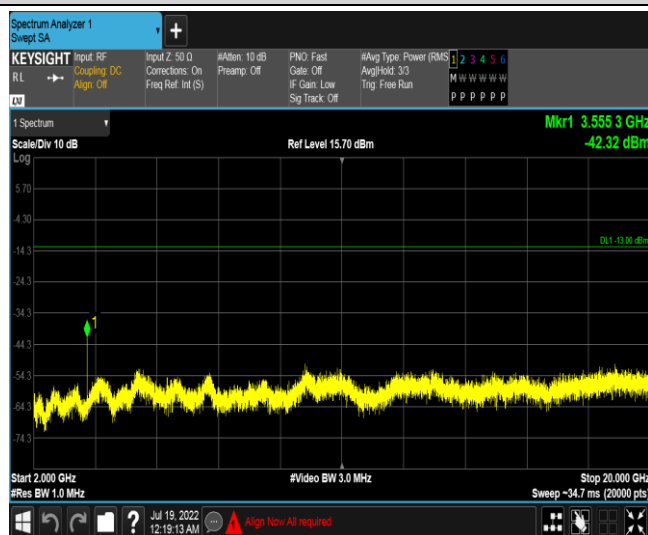 Spectrum Analyzer 1
Swept SA
+
KEYSIGHT
RL
LXI
Input: RF
Coupling: DC
Align: Off
Input Z: 50 Ω
Corrections: On
Freq Ref: Int (S)
#Atten: 10 dB
Preamp: Off
PNO: Fast
Gate: Off
IF Gain: Low
Sig Track: Off
#Avg Type: Power (RMS
Avg|Hold: 3/3
Trig: Free Run
1 2 3 4 5 6
M W W W W W
P P P P P P
1 Spectrum
Scale/Div 10 dB
Log
Ref Level 15.70 dBm
Mkr1 3.555 3 GHz
-42.32 dBm
5.70
-4.30
DL1 -13.00 dBm
-14.3
-24.3
-34.3
1
-44.3
-54.3
-64.3
-74.3
Start 2.000 GHz
#Res BW 1.0 MHz
#Video BW 3.0 MHz
Stop 20.000 GHz
Sweep ~34.7 ms (20000 pts)
?
Jul 19, 2022
12:19:13 AM
Align Now All required